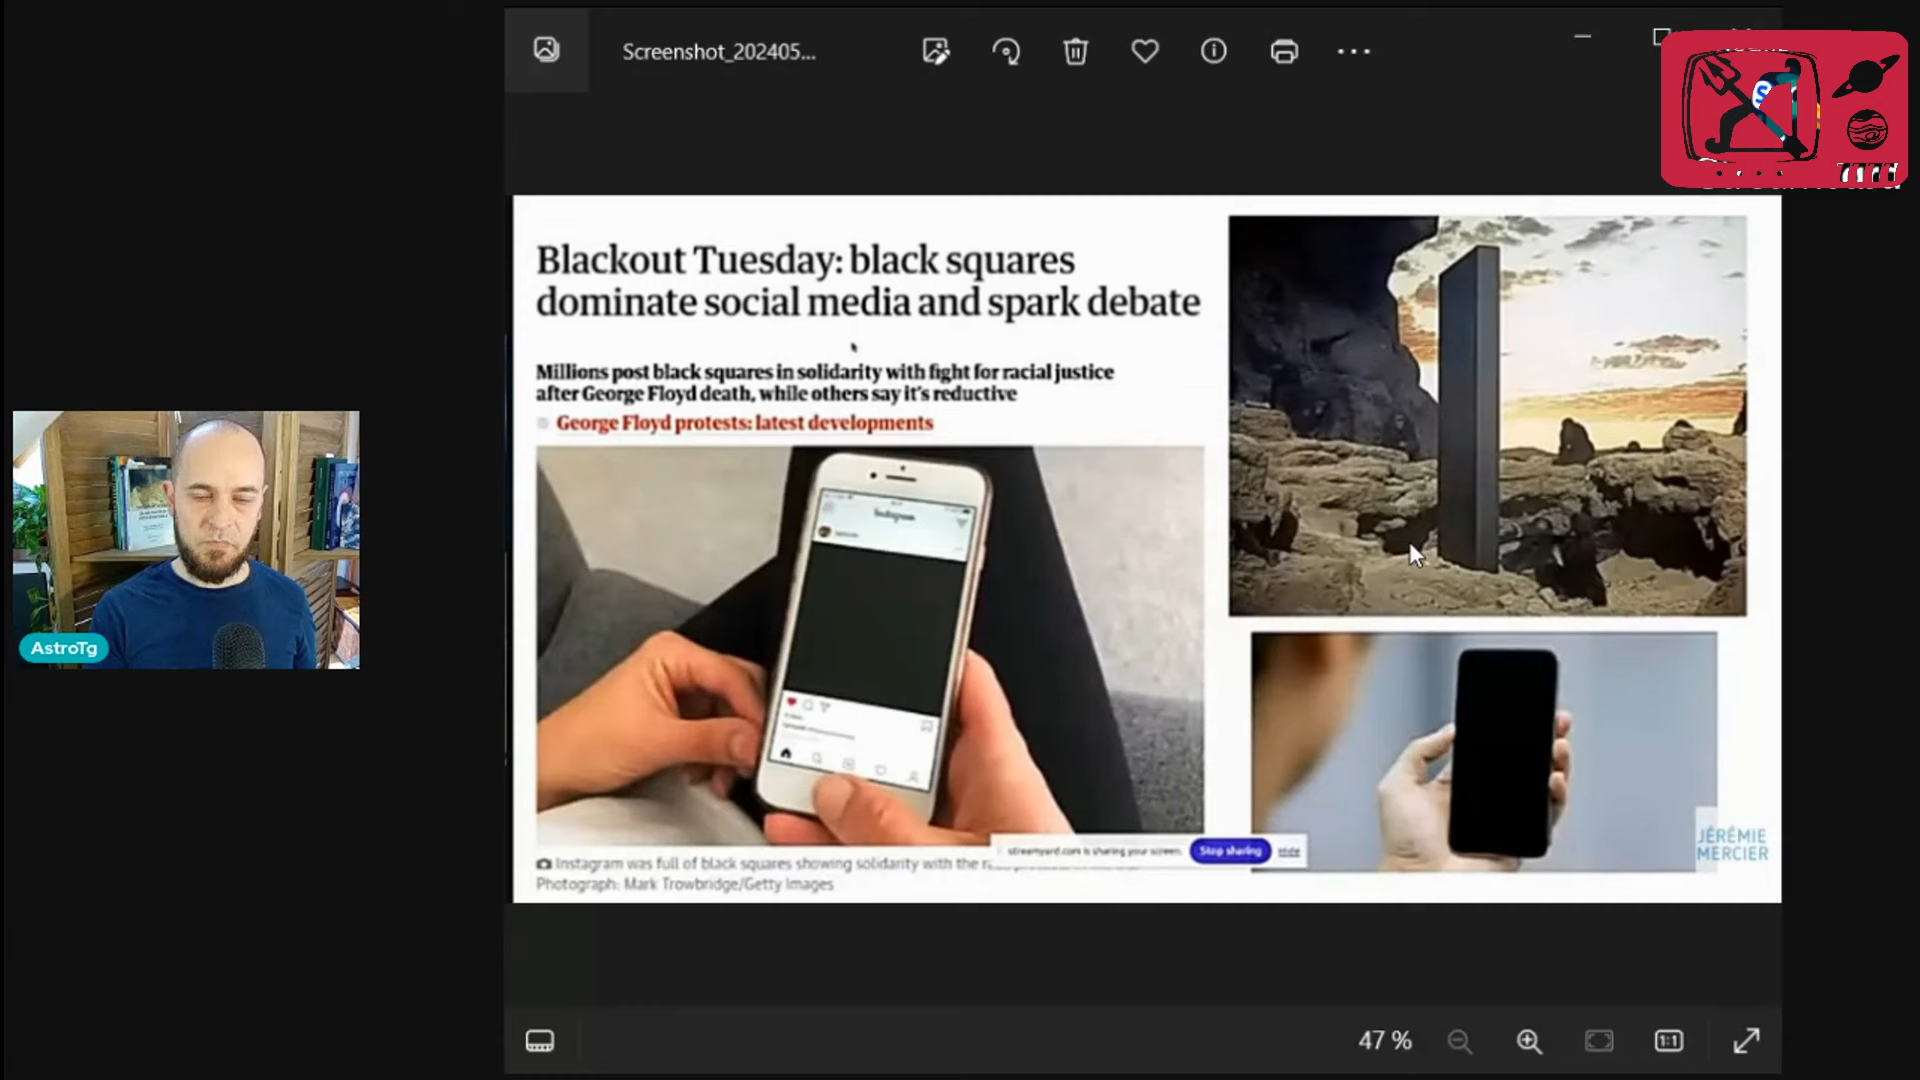 Screenshot_202405...
Blackout Tuesday: black squares
dominate social media and spark debate
Millions post black squares in solidarity with fight for racial justice
after George Floyd death, while others say it's reductive
George Floyd protests: latest developments
Instagram
AstroTg
JÉRÉMIE
MERCIER
streamyard.com is sharing your screen.
Stop sharing
Hide
Instagram was full of black squares showing solidarity with the
Photograph: Mark Trowbridge/Getty Images
47 %
1:1